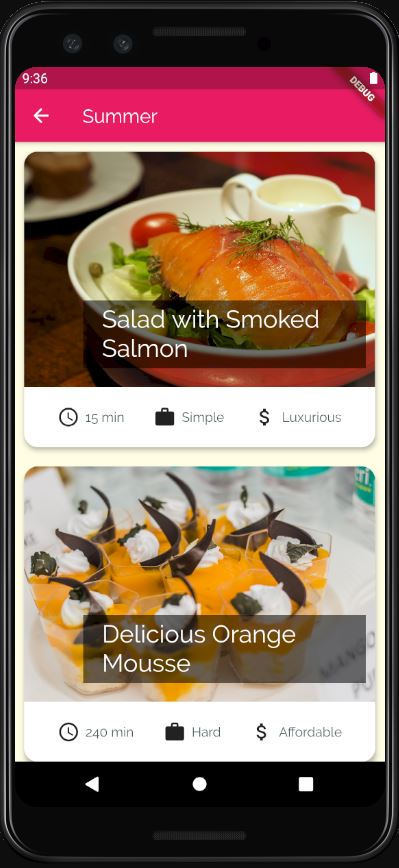 9:36
DEBUG
Summer
Salad with Smoked
Salmon
15 min Simple Luxurious
Delicious Orange
Mousse
MANGO
240 min Hard Affordable